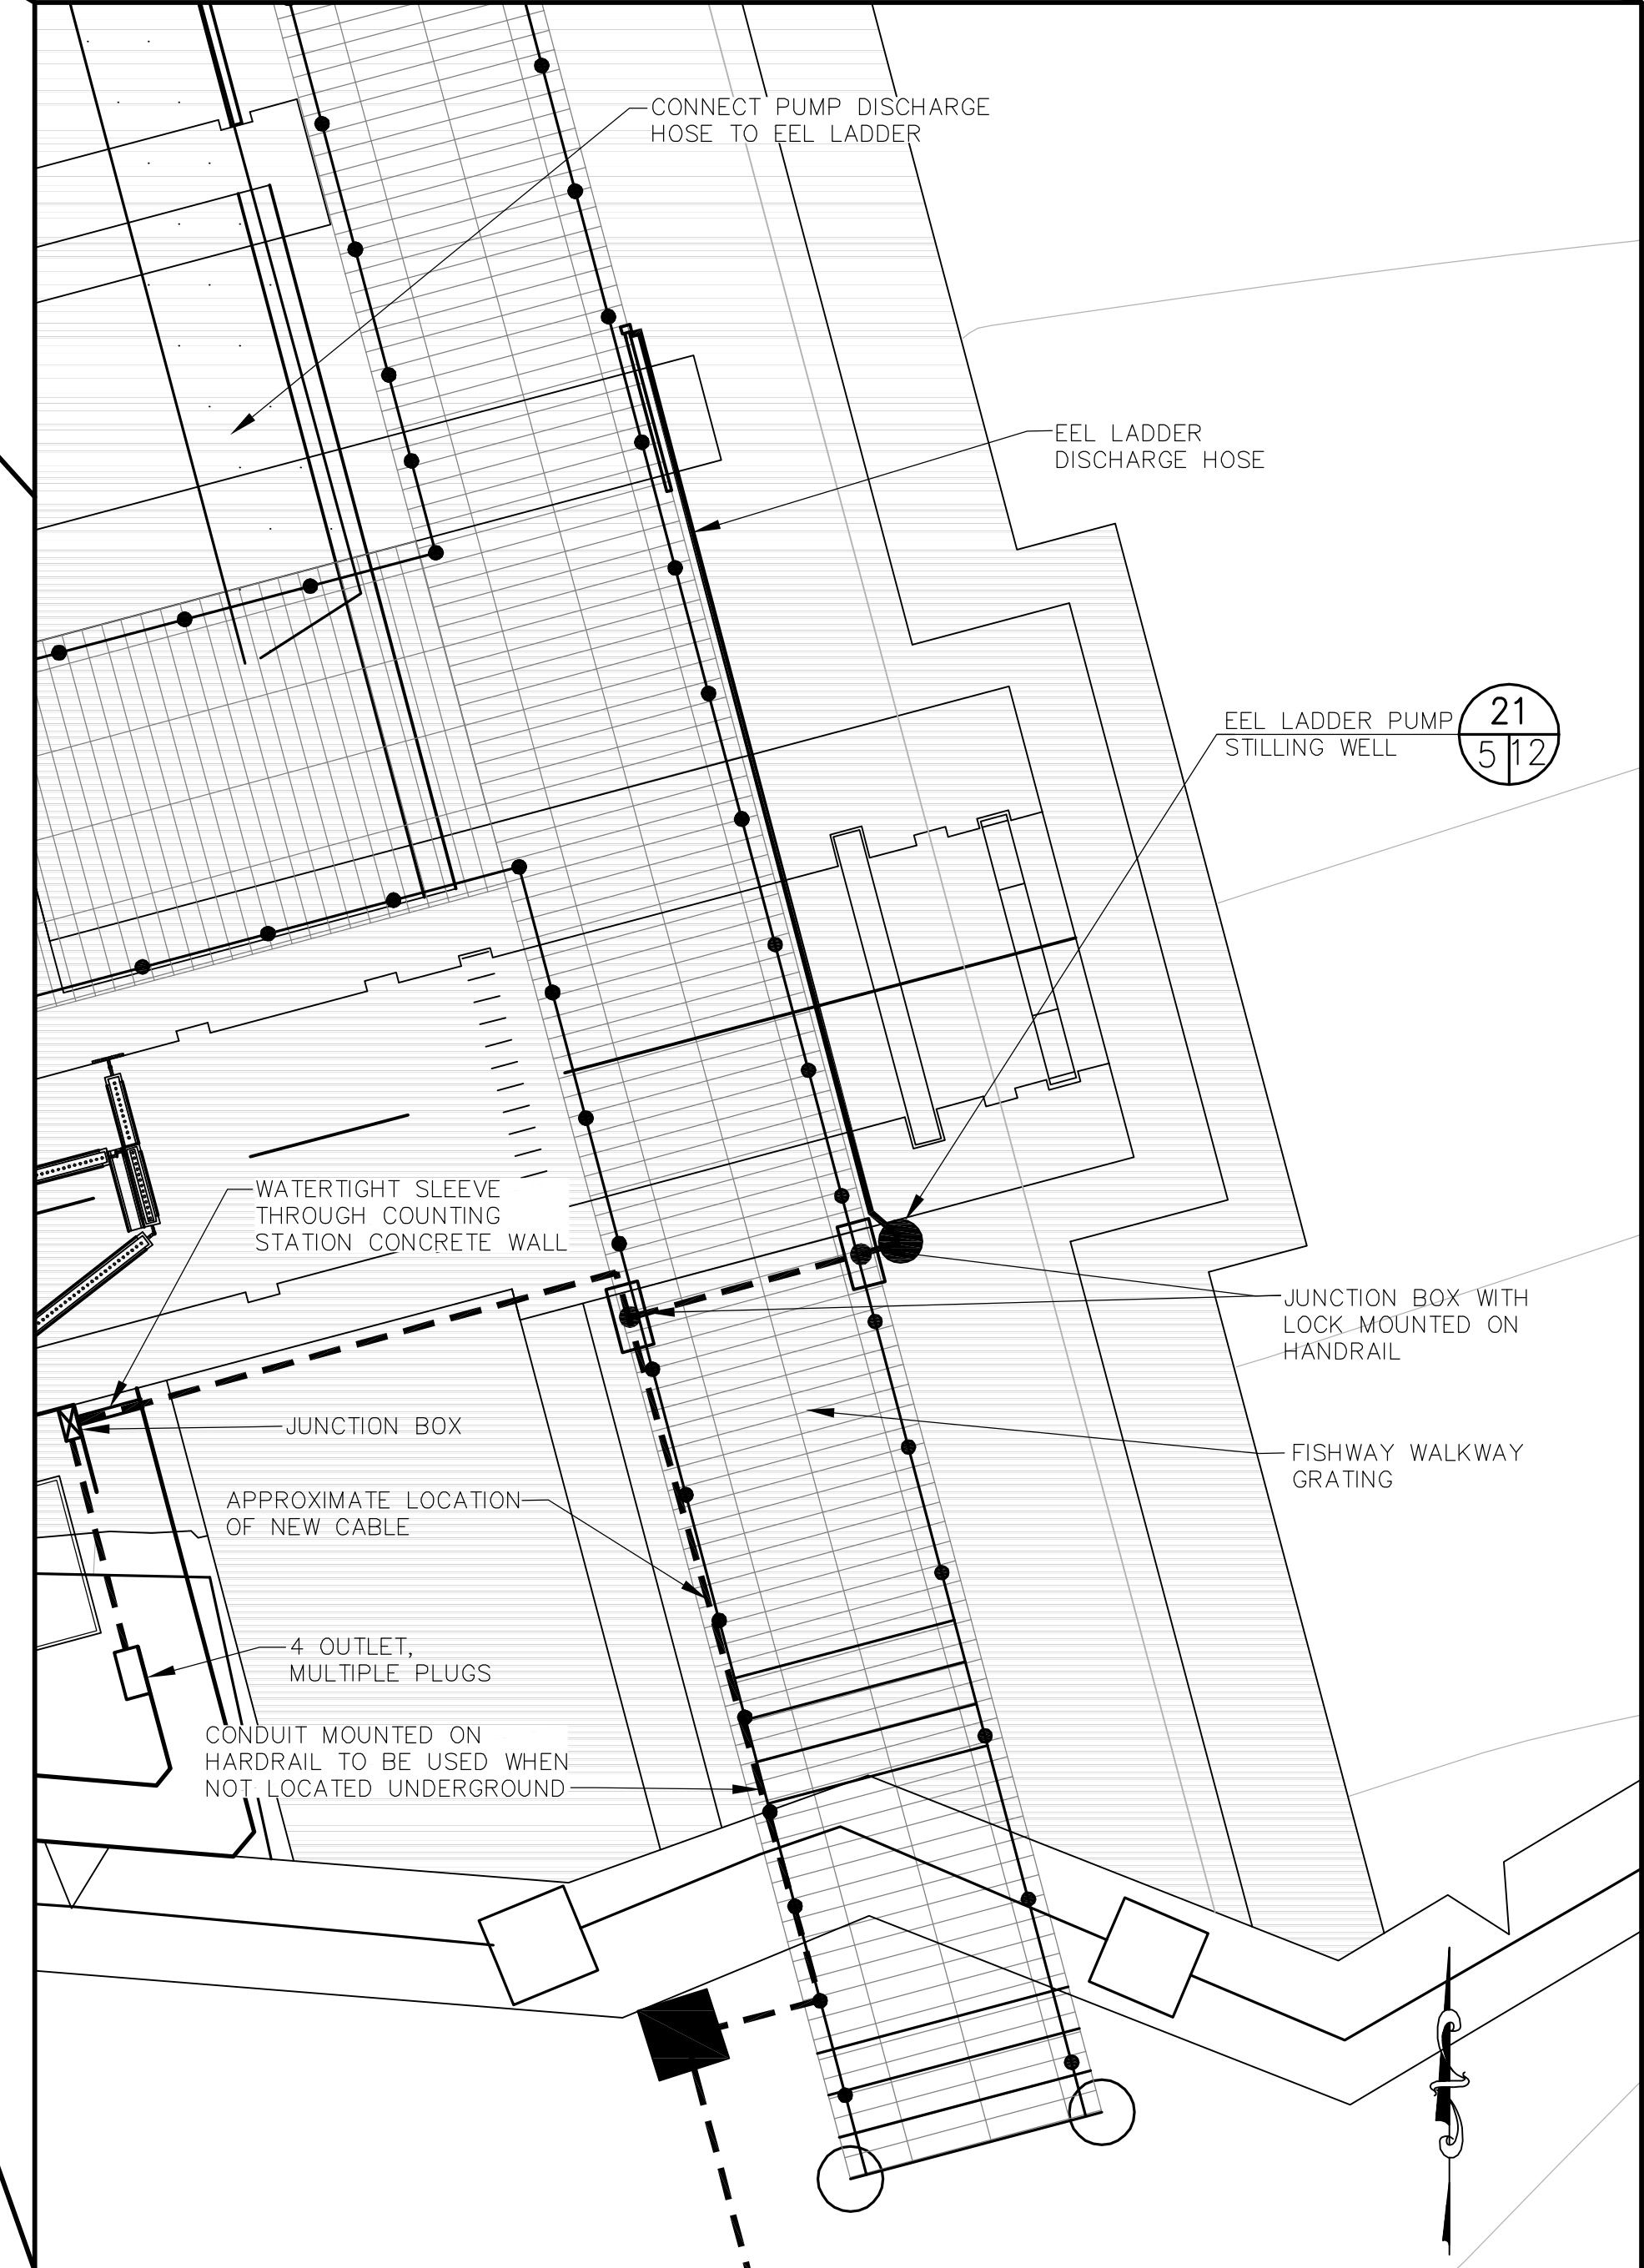 CONNECT PUMP DISCHARGE
HOSE TO EEL LADDER
EEL LADDER
DISCHARGE HOSE
EEL LADDER PUMP
STILLING WELL
21
5 12
WATERTIGHT SLEEVE
THROUGH COUNTING
STATION CONCRETE WALL
JUNCTION BOX WITH
LOCK MOUNTED ON
HANDRAIL
JUNCTION BOX
FISHWAY WALKWAY
GRATING
APPROXIMATE LOCATION
OF NEW CABLE
4 OUTLET,
MULTIPLE PLUGS
CONDUIT MOUNTED ON
HARDRAIL TO BE USED WHEN
NOT LOCATED UNDERGROUND